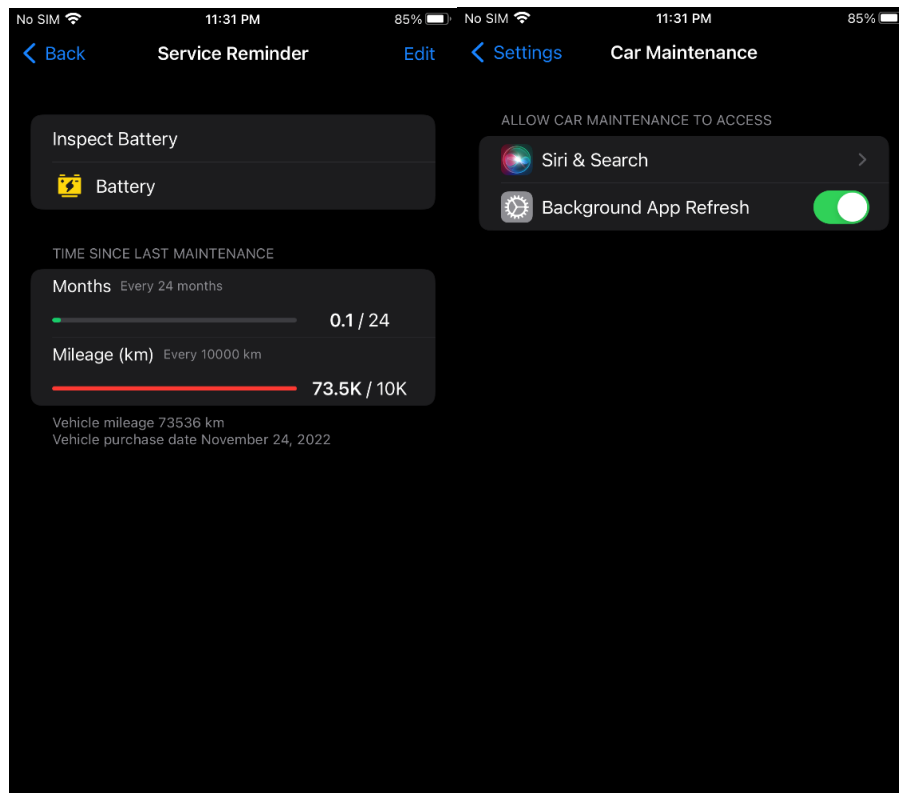 No SIM 11:31 PM 85%
Back Service Reminder Edit
Inspect Battery
Battery
TIME SINCE LAST MAINTENANCE
Months Every 24 months
0.1 / 24
Mileage (km) Every 10000 km
73.5K / 10K
Vehicle mileage 73536 km
Vehicle purchase date November 24, 2022
No SIM 11:31 PM 85%
Settings Car Maintenance
ALLOW CAR MAINTENANCE TO ACCESS
Siri & Search
Background App Refresh